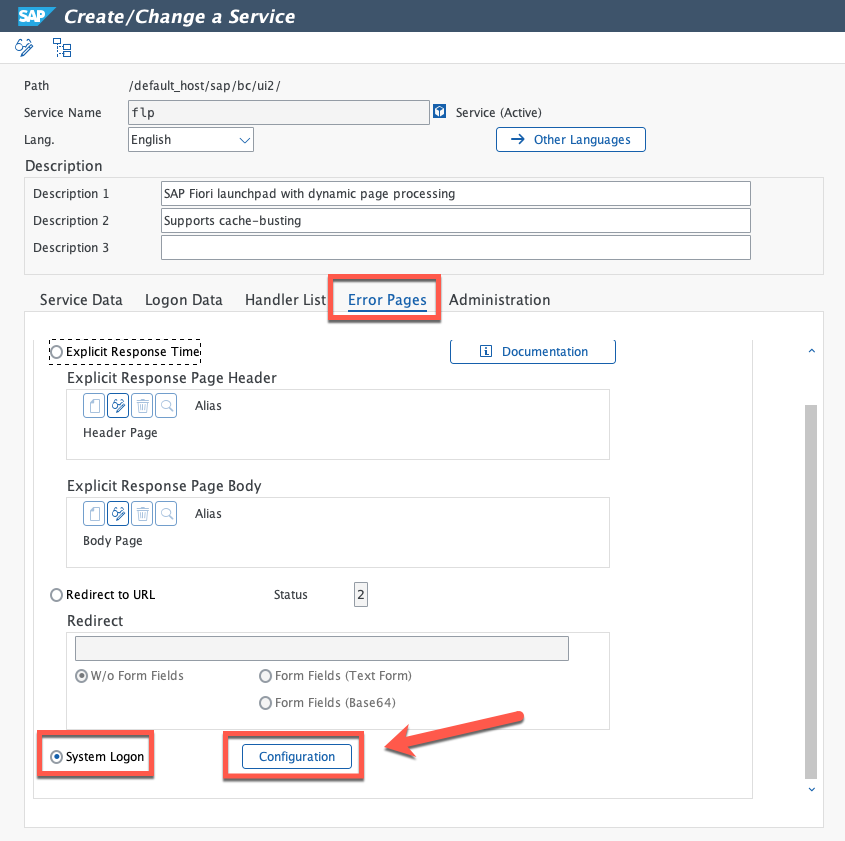 SAP Create/Change a Service
Path /default_host/sap/bc/ui2/
Service Name flp Service (Active)
Lang. English Other Languages
Description
Description 1 SAP Fiori launchpad with dynamic page processing
Description 2 Supports cache-busting
Description 3
Service Data Logon Data Handler List Error Pages Administration
Explicit Response Time Documentation
Explicit Response Page Header
Alias
Header Page
Explicit Response Page Body
Alias
Body Page
Redirect to URL Status 2
Redirect
W/o Form Fields Form Fields (Text Form)
Form Fields (Base64)
System Logon Configuration